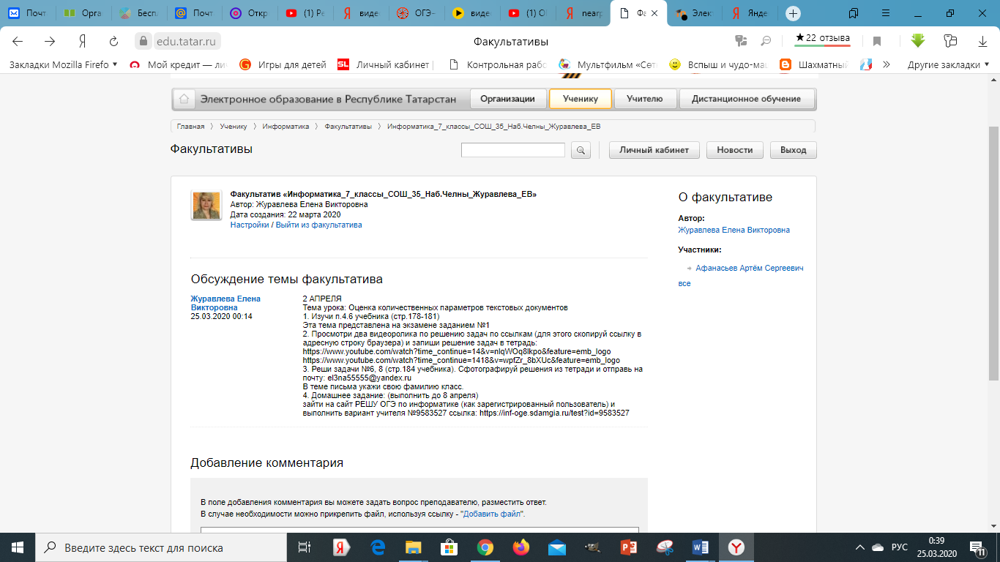 Почт
Орга
Бесп
Почт
Откр
(1) Ре
виде
ОГЭ-
виде
(1) О
nearp
Фа
Элек
Янде
edu.tatar.ru
Факультативы
★22 отзыва
Закладки Mozilla Firefo
Мой кредит — ли
Игры для детей
SL
Личный кабинет |
Контрольная рабо
Мультфильм «Сет
Вспыш и чудо-ма
Шахматный
Другие закладки
Электронное образование в Республике Татарстан
Организации
Ученику
Учителю
Дистанционное обучение
Главная > Ученику > Информатика > Факультативы > Информатика_7_классы_СОШ_35_Наб.Челны_Журавлева_ЕВ
Факультативы
Личный кабинет
Новости
Выход
Факультатив «Информатика_7_классы_СОШ_35_Наб.Челны_Журавлева_ЕВ»
Автор: Журавлева Елена Викторовна
Дата создания: 22 марта 2020
Настройки / Выйти из факультатива
О факультативе
Автор:
Журавлева Елена Викторовна
Участники:
Афанасьев Артём Сергеевич
все
Обсуждение темы факультатива
Журавлева Елена
Викторовна
25.03.2020 00:14
2 АПРЕЛЯ
Тема урока: Оценка количественных параметров текстовых документов
1. Изучи п.4.6 учебника (стр.178-181)
Эта тема представлена на экзамене заданием №1
2. Просмотри два видеоролика по решению задач по ссылкам (для этого скопируй ссылку в
адресную строку браузера) и запиши решение задач в тетрадь:
https://www.youtube.com/watch?time_continue=14&v=nlqWOq8lkpo&feature=emb_logo
https://www.youtube.com/watch?time_continue=1418&v=wpfZr_8bXUc&feature=emb_logo
3. Реши задачи №6, 8 (стр.184 учебника). Сфотографируй решения из тетради и отправь на
почту: el3na55555@yandex.ru
В теме письма укажи свою фамилию класс.
4. Домашнее задание: (выполнить до 8 апреля)
зайти на сайт РЕШУ ОГЭ по информатике (как зарегистрированный пользователь) и
выполнить вариант учителя №9583527 ссылка: https://inf-oge.sdamgia.ru/test?id=9583527
Добавление комментария
В поле добавления комментария вы можете задать вопрос преподавателю, разместить ответ.
В случае необходимости можно прикрепить файл, используя ссылку - "Добавить файл".
Введите здесь текст для поиска
РУС
0:39
25.03.2020
11